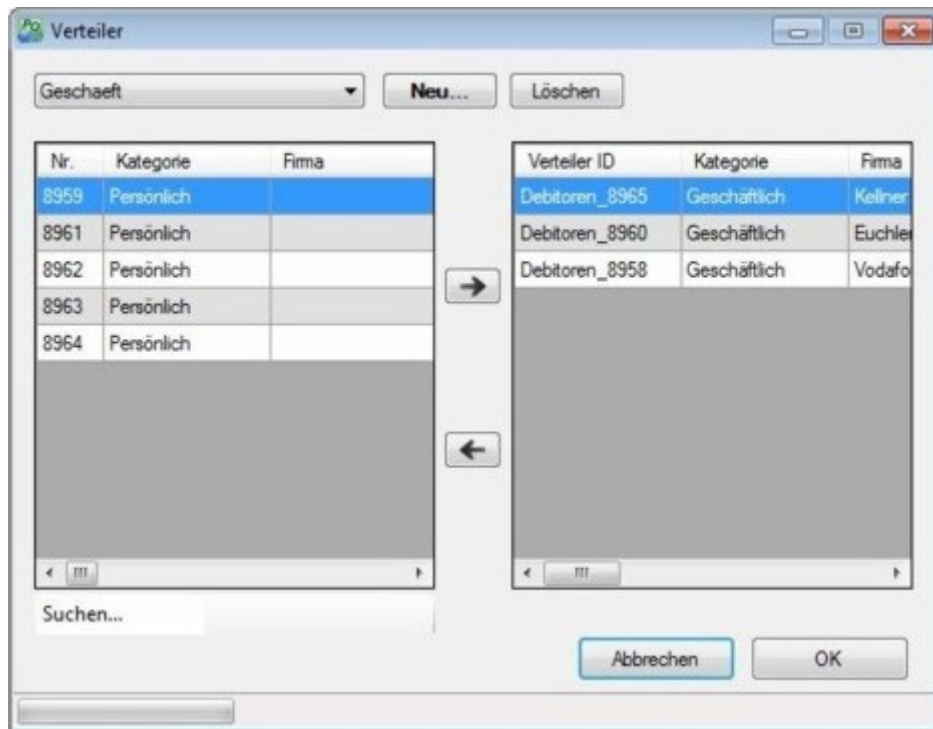 Verteiler
Geschaeft Neu... Löschen
Nr. Kategorie Firma
8959 Persönlich
8961 Persönlich
8962 Persönlich
8963 Persönlich
8964 Persönlich
Verteiler ID Kategorie Firma
Debitoren_8965 Geschäftlich Kellner
Debitoren_8960 Geschäftlich Euchler
Debitoren_8958 Geschäftlich Vodafo
Suchen...
Abbrechen OK